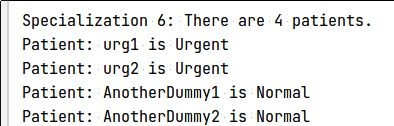 Specialization 6: There are 4 patients.
Patient: urg1 is Urgent
Patient: urg2 is Urgent
Patient: AnotherDummy1 is Normal
Patient: AnotherDummy2 is Normal